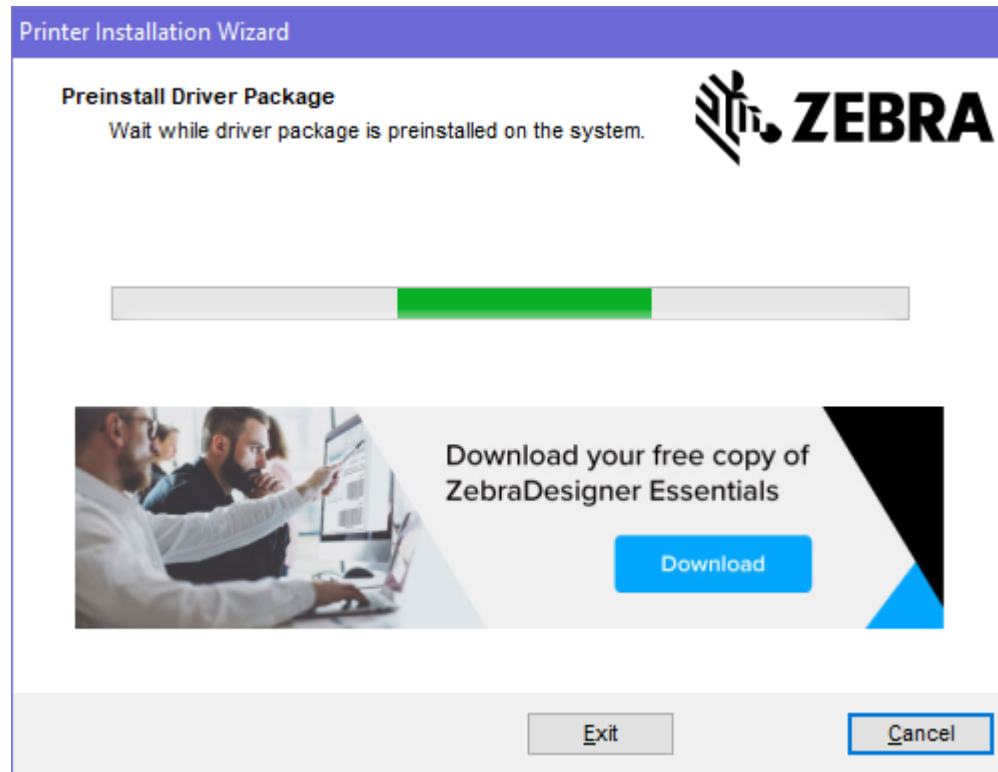 Printer Installation Wizard
Preinstall Driver Package
Wait while driver package is preinstalled on the system.
ZEBRA
Download your free copy of
ZebraDesigner Essentials
Download
Exit
Cancel